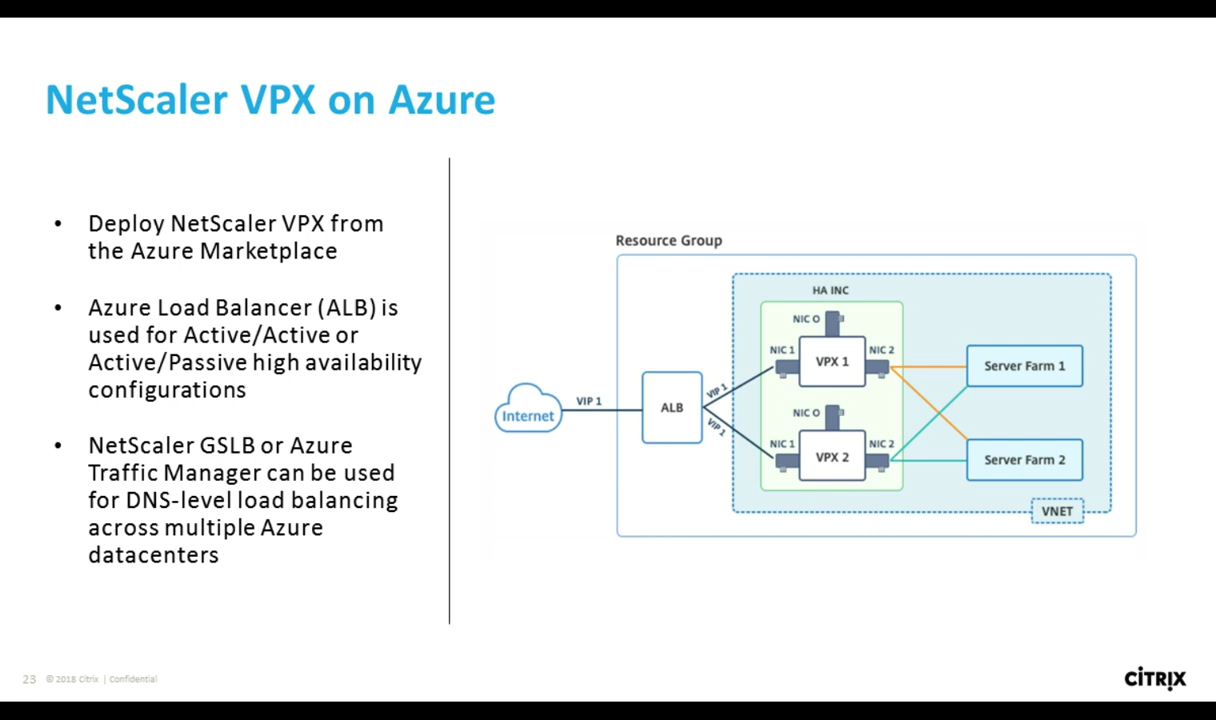 NetScaler VPX on Azure
• Deploy NetScaler VPX from
the Azure Marketplace
• Azure Load Balancer (ALB) is
used for Active/Active or
Active/Passive high availability
configurations
• NetScaler GSLB or Azure
Traffic Manager can be used
for DNS-level load balancing
across multiple Azure
datacenters
Resource Group
HA INC
NIC O
NIC 1
VPX 1
NIC 2
Server Farm 1
Internet
VIP 1
ALB
VIP 1
VIP 1
NIC O
NIC 1
VPX 2
NIC 2
Server Farm 2
VNET
23 © 2018 Citrix | Confidential
CİTRIX